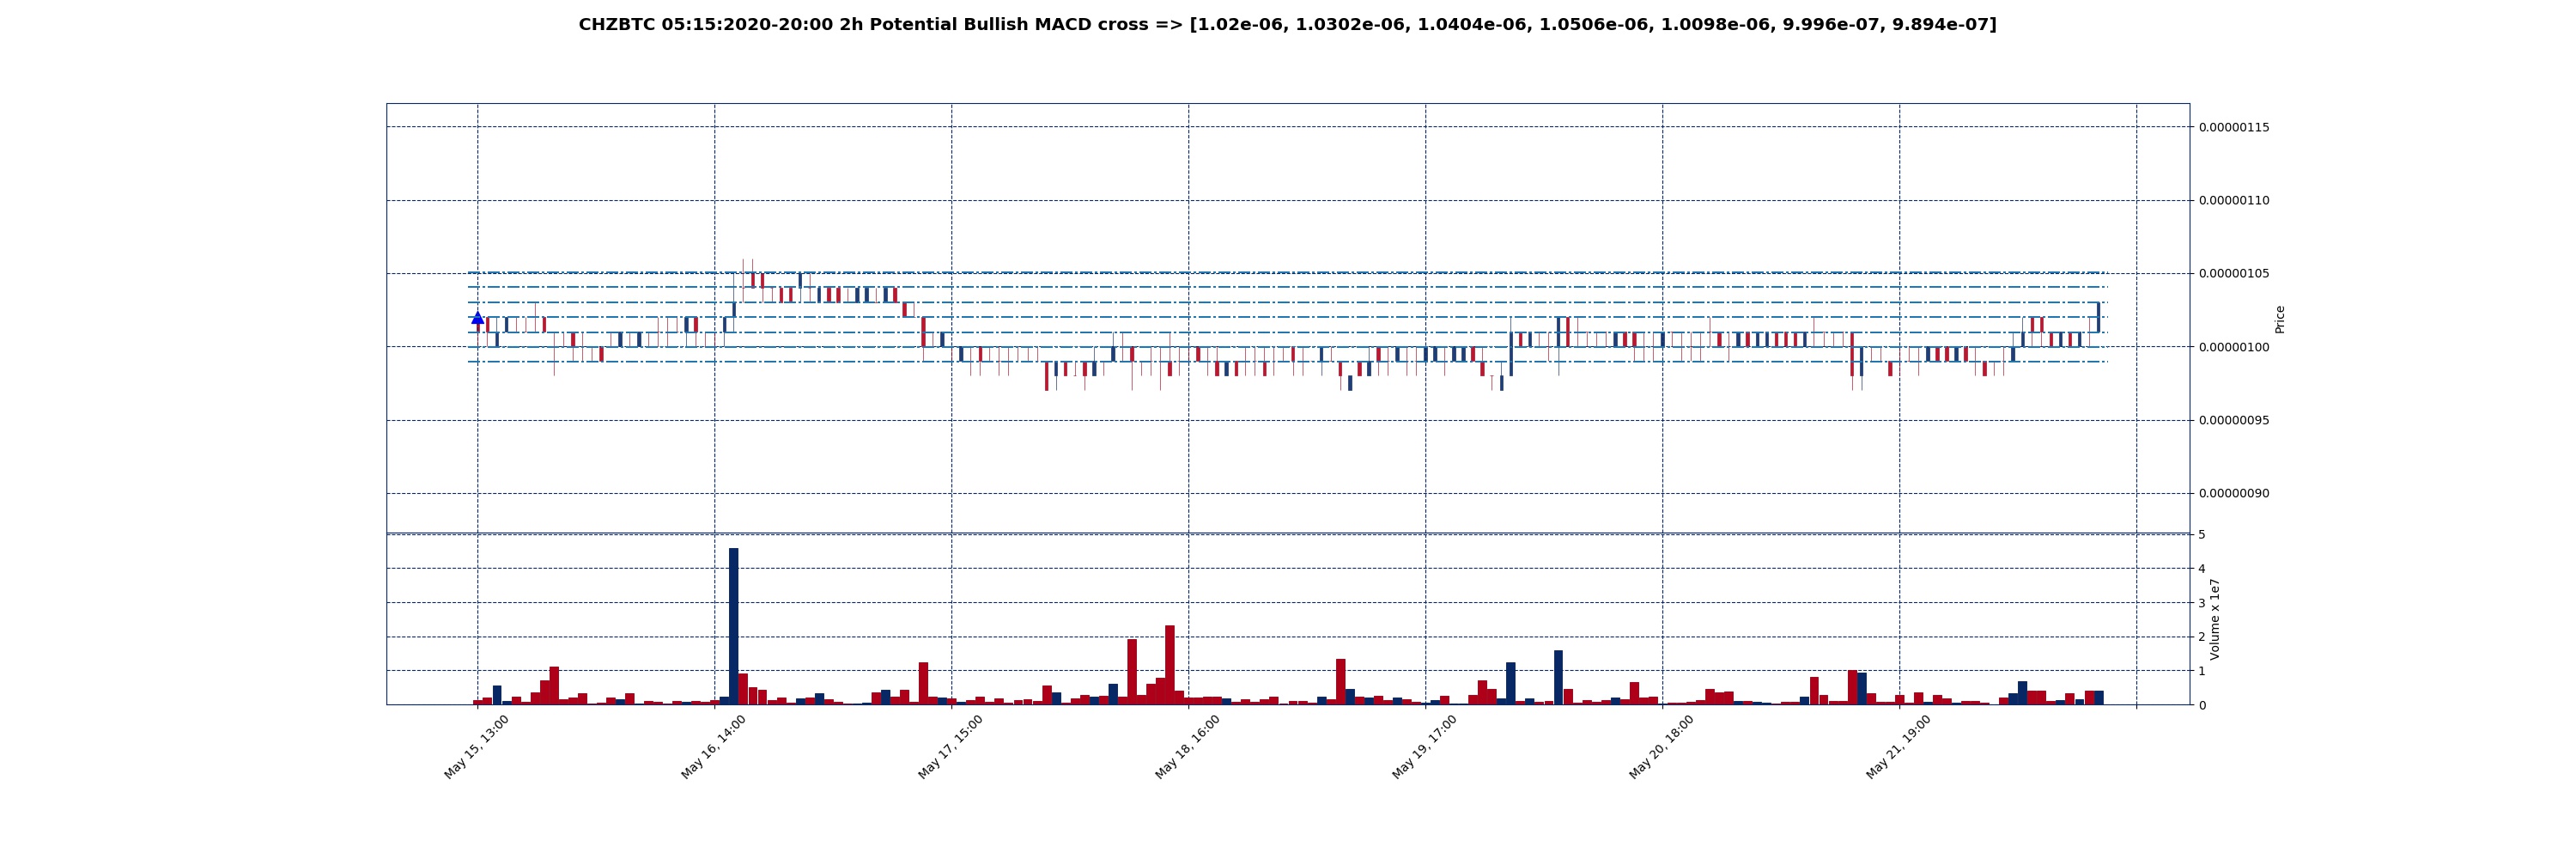 CHZBTC 05:15:2020-20:00 2h Potential Bullish MACD cross => [1.02e-06, 1.0302e-06, 1.0404e-06, 1.0506e-06, 1.0098e-06, 9.996e-07, 9.894e-07]
0.00000115
0.00000110
0.00000105
0.00000100
0.00000095
0.00000090
Price
5
4
3
2
1
0
Volume x 1e7
May 15, 13:00
May 16, 14:00
May 17, 15:00
May 18, 16:00
May 19, 17:00
May 20, 18:00
May 21, 19:00